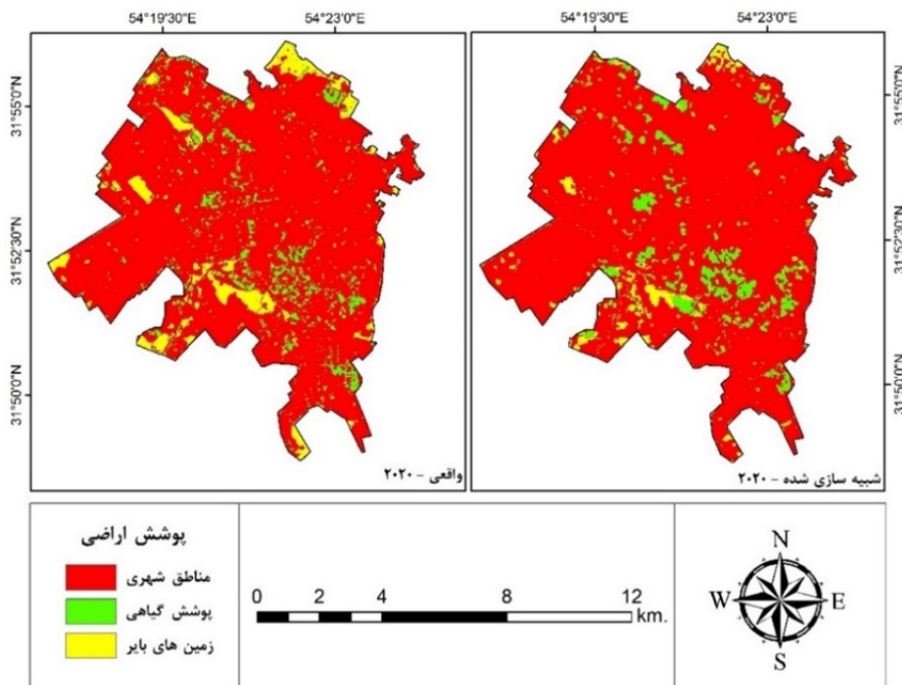 54°19'30"E 54°23'0"E 54°19'30"E 54°23'0"E
31°55'0"N
31°52'30"N
31°50'0"N
31°55'0"N
31°52'30"N
31°50'0"N
واقعی - ۲۰۲۰
شبیه سازی شده - ۲۰۲۰
پوشش اراضی
مناطق شهری
پوشش گیاهی
زمین های بایر
0 2 4 8 12
km.
N
W E
S